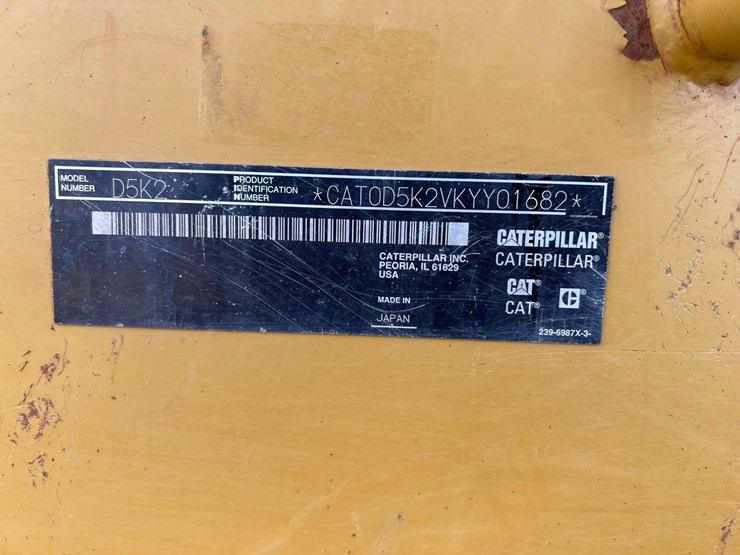 MODEL NUMBER D5K2 PRODUCT IDENTIFICATION NUMBER *CAT0D5K2VKYY01682*
CATERPILLAR®
CATERPILLAR®
CATERPILLAR INC.
PEORIA, IL 61629
USA
CAT®
CAT®
C®
MADE IN
JAPAN
239-6987X-3-